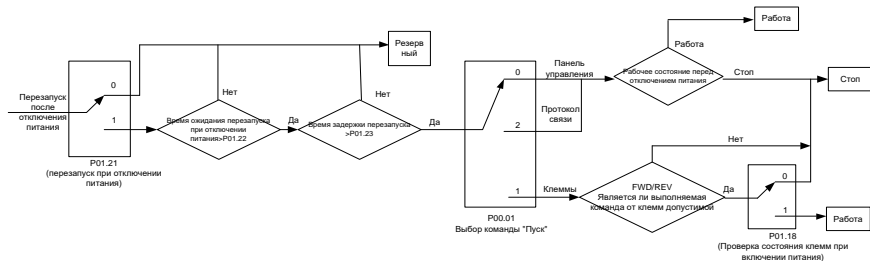 Перезапуск
после
отключения
питания
0
1
P01.21
(перезапуск при отключении
питания)
Нет
Время ожидания перезапуска
при отключении
питания>P01.22
Да
Нет
Время задержки перезапуска
>P01.23
Да
Резерв
ный
0
2
1
P00.01
Выбор команды "Пуск"
Панель
управления
Протокол
связи
Клеммы
Работа
Работа
Рабочее состояние перед
отключением питания
Стоп
Стоп
Нет
FWD/REV
Является ли выполняемая
команда от клемм допустимой
Да
0
1
P01.18
(Проверка состояния клемм при
включении питания)
Работа